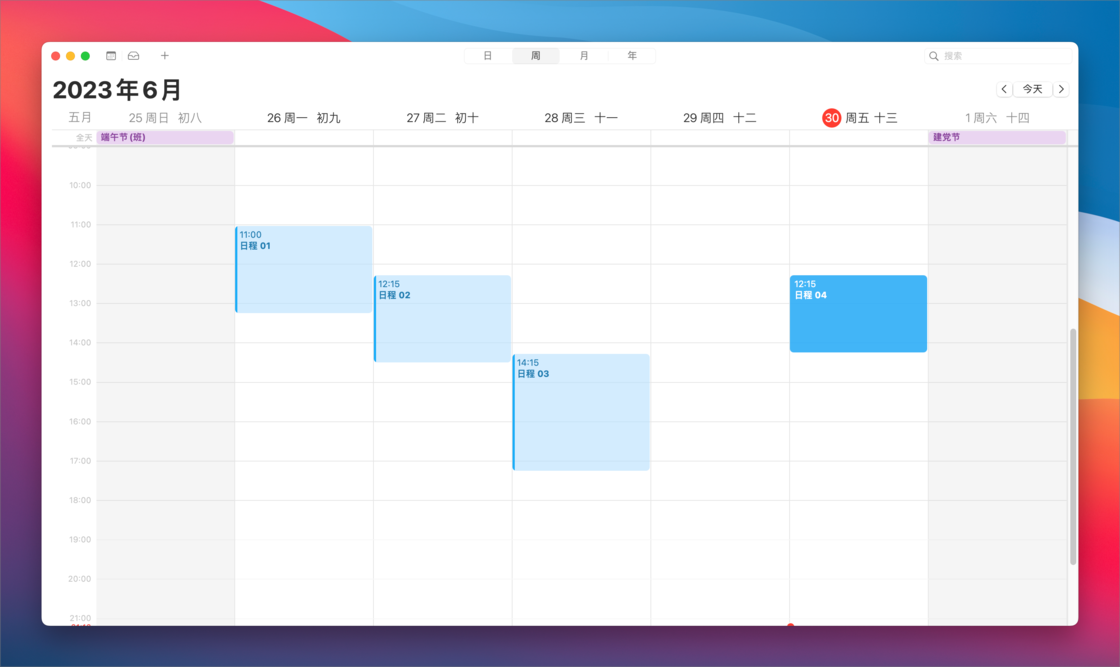 日 周 月 年 搜索
2023年6月 今天
五月 25 周日 初八 26 周一 初九 27 周二 初十 28 周三 十一 29 周四 十二 30 周五 十三 1 周六 十四
全天 端午节 (班) 建党节
10:00
11:00
11:00
日程 01
12:00
12:15
日程 02
12:15
日程 04
13:00
14:00
14:15
日程 03
15:00
16:00
17:00
18:00
19:00
20:00
21:00